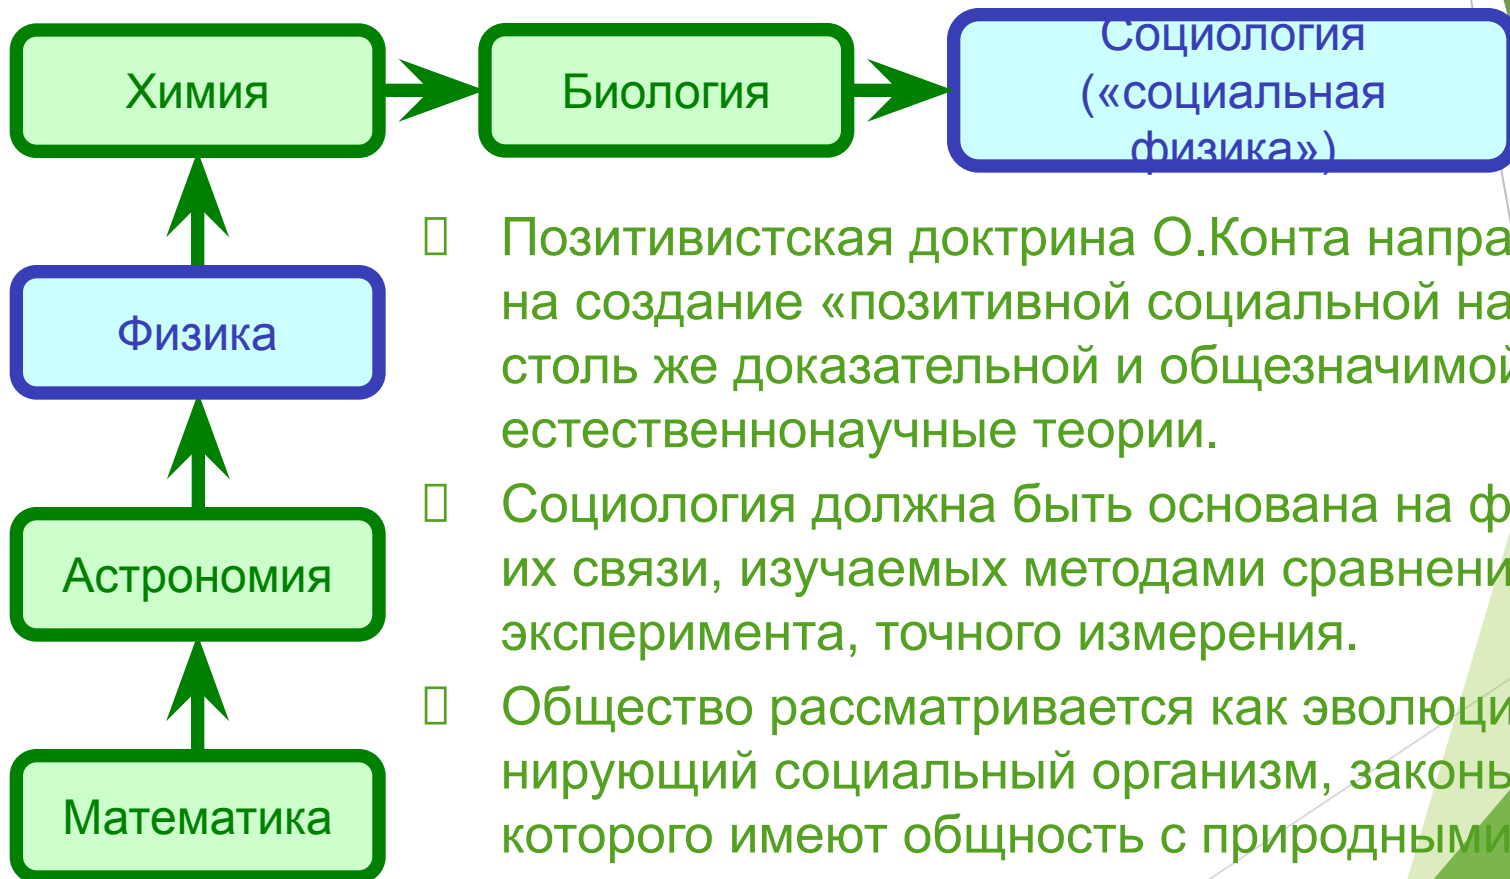 Химия
Биология
Социология
(«социальная
физика»)
Физика
Астрономия
Математика
Позитивистская доктрина О.Конта напра
на создание «позитивной социальной на
столь же доказательной и общезначимой
естественнонаучные теории.
Социология должна быть основана на ф
их связи, изучаемых методами сравнени
эксперимента, точного измерения.
Общество рассматривается как эволюци
нирующий социальный организм, законы
которого имеют общность с природными